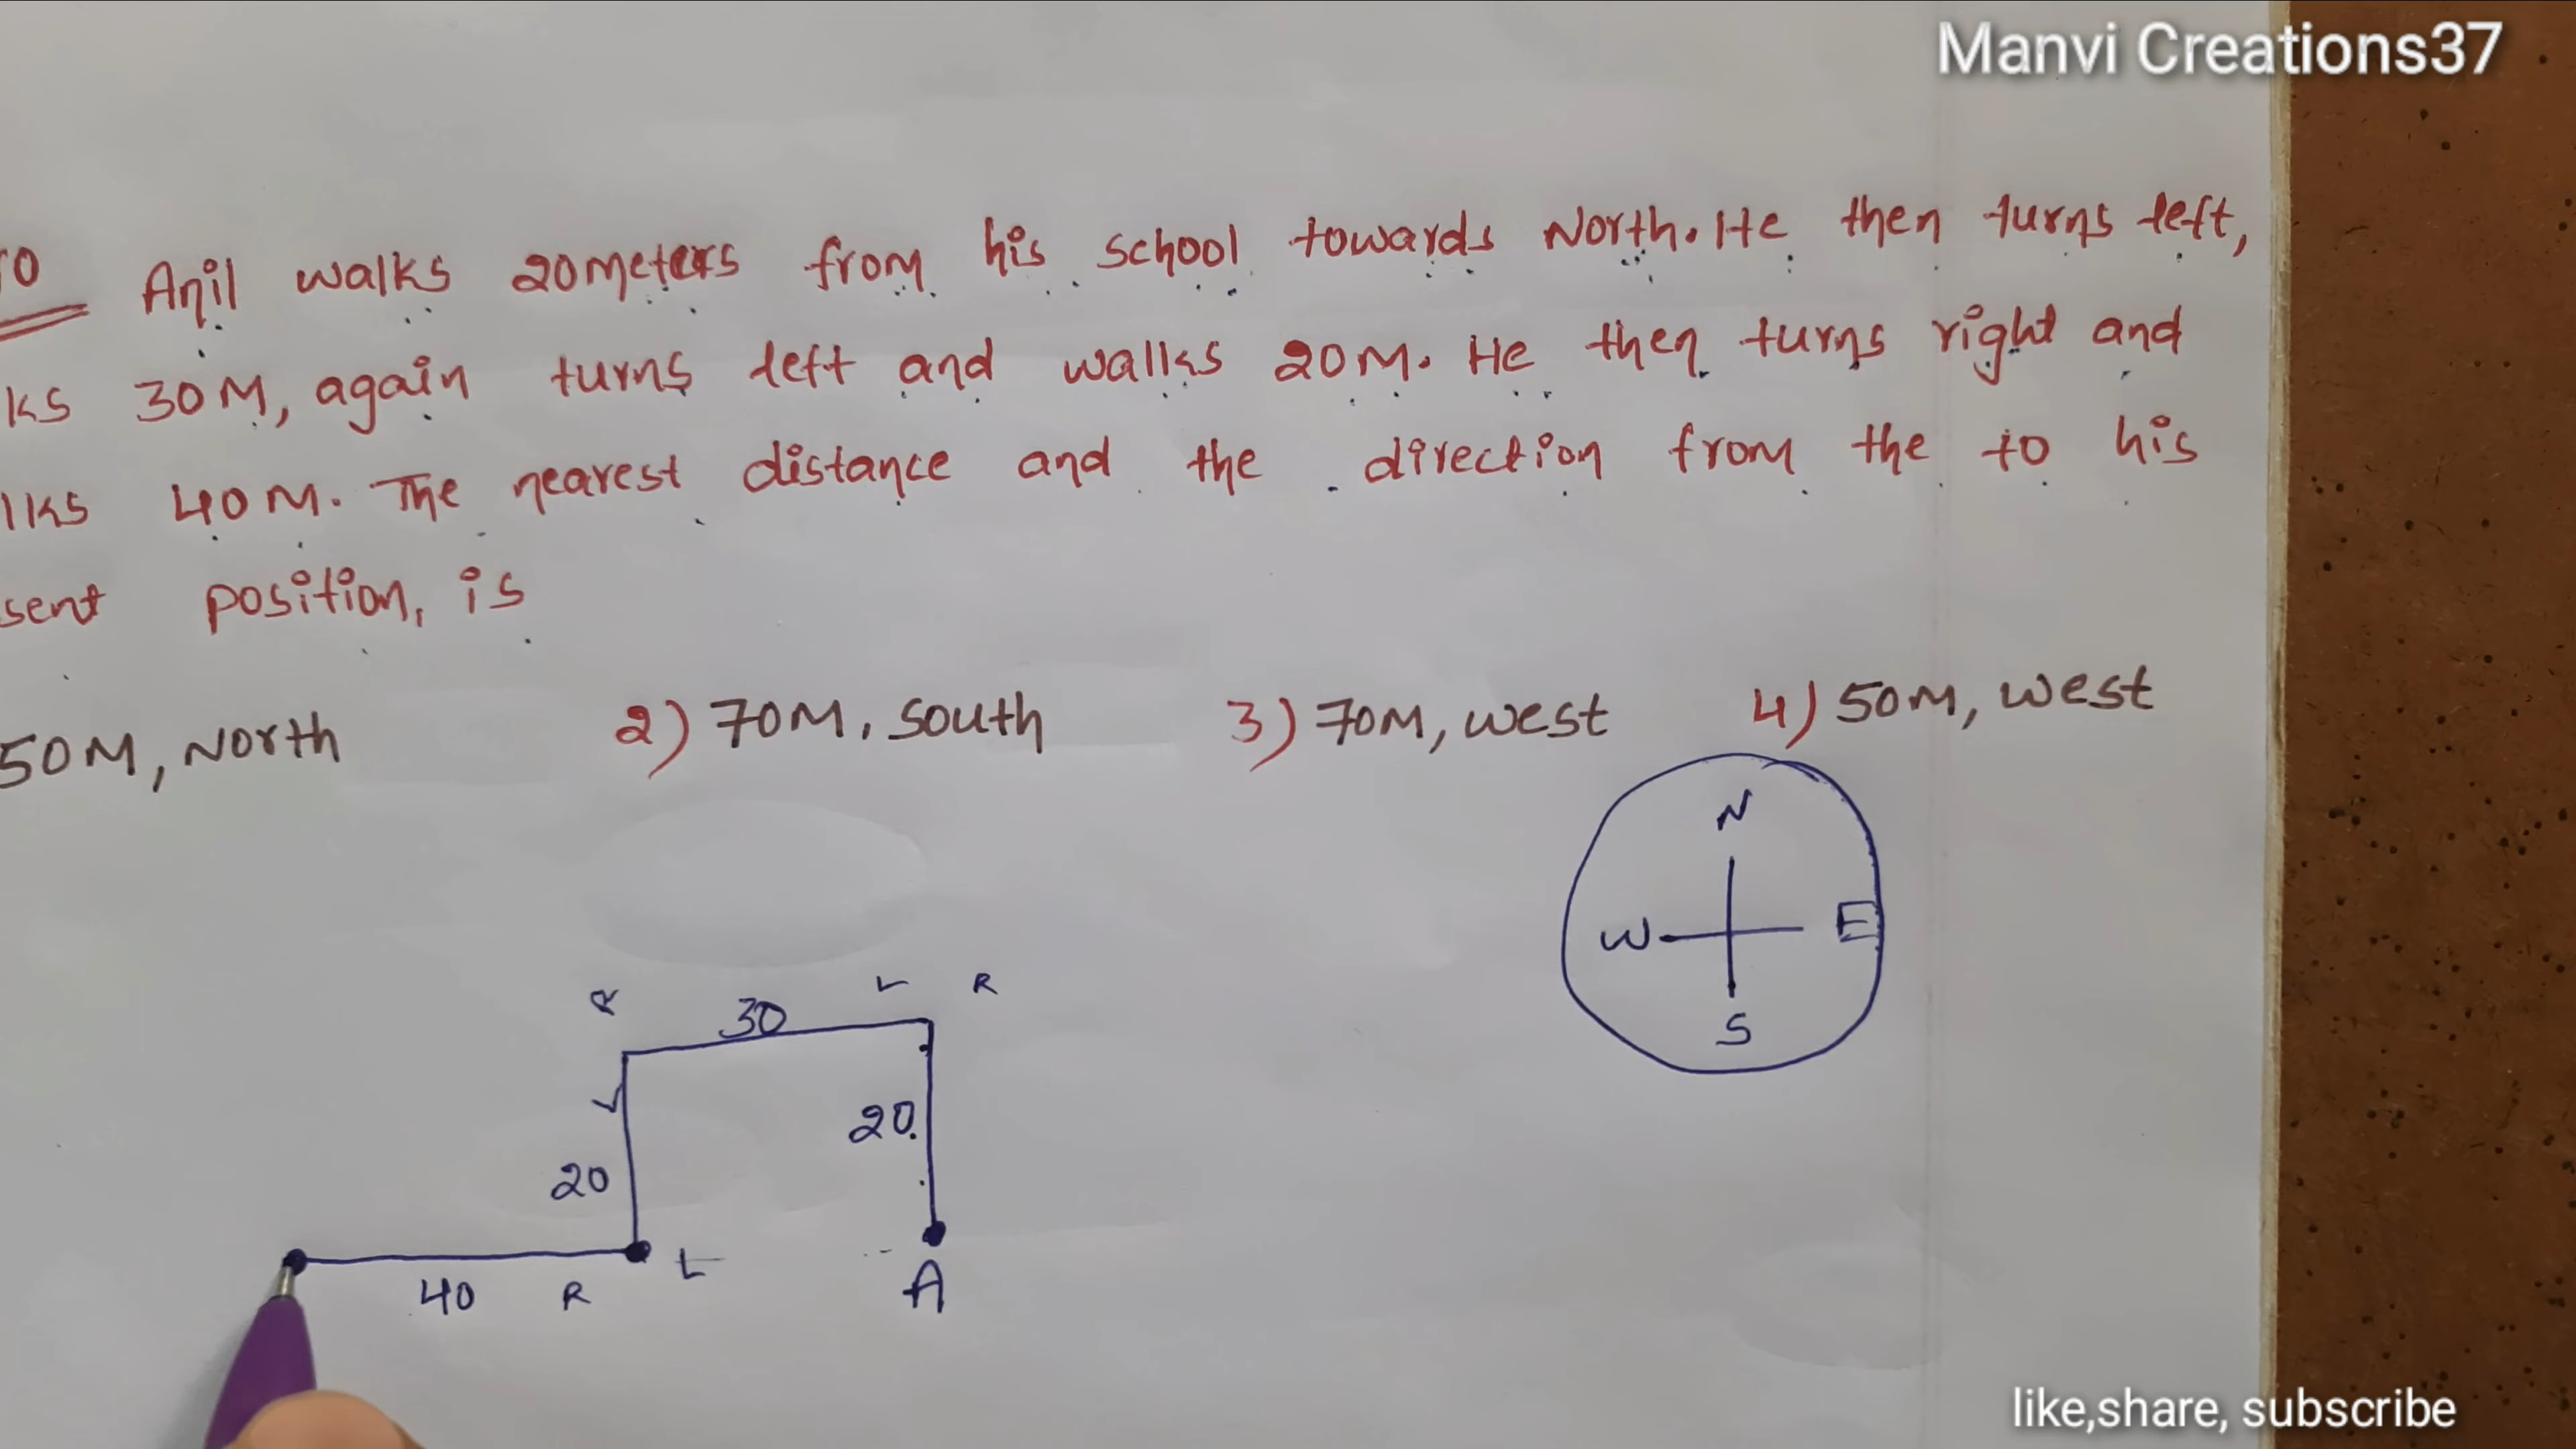 Manvi Creations37
10 Anil walks 20meters from his school towards North. He then turns left,
ks 30M, again turns left and walks 20M. He then turns right and
lks 40M. The nearest distance and the direction from the to his
sent position, is
50M, North 2) 70M, South 3) 70M, west 4) 50M, west
N
W E
S
R 30 L R
20
20
L
40 R A
like,share, subscribe